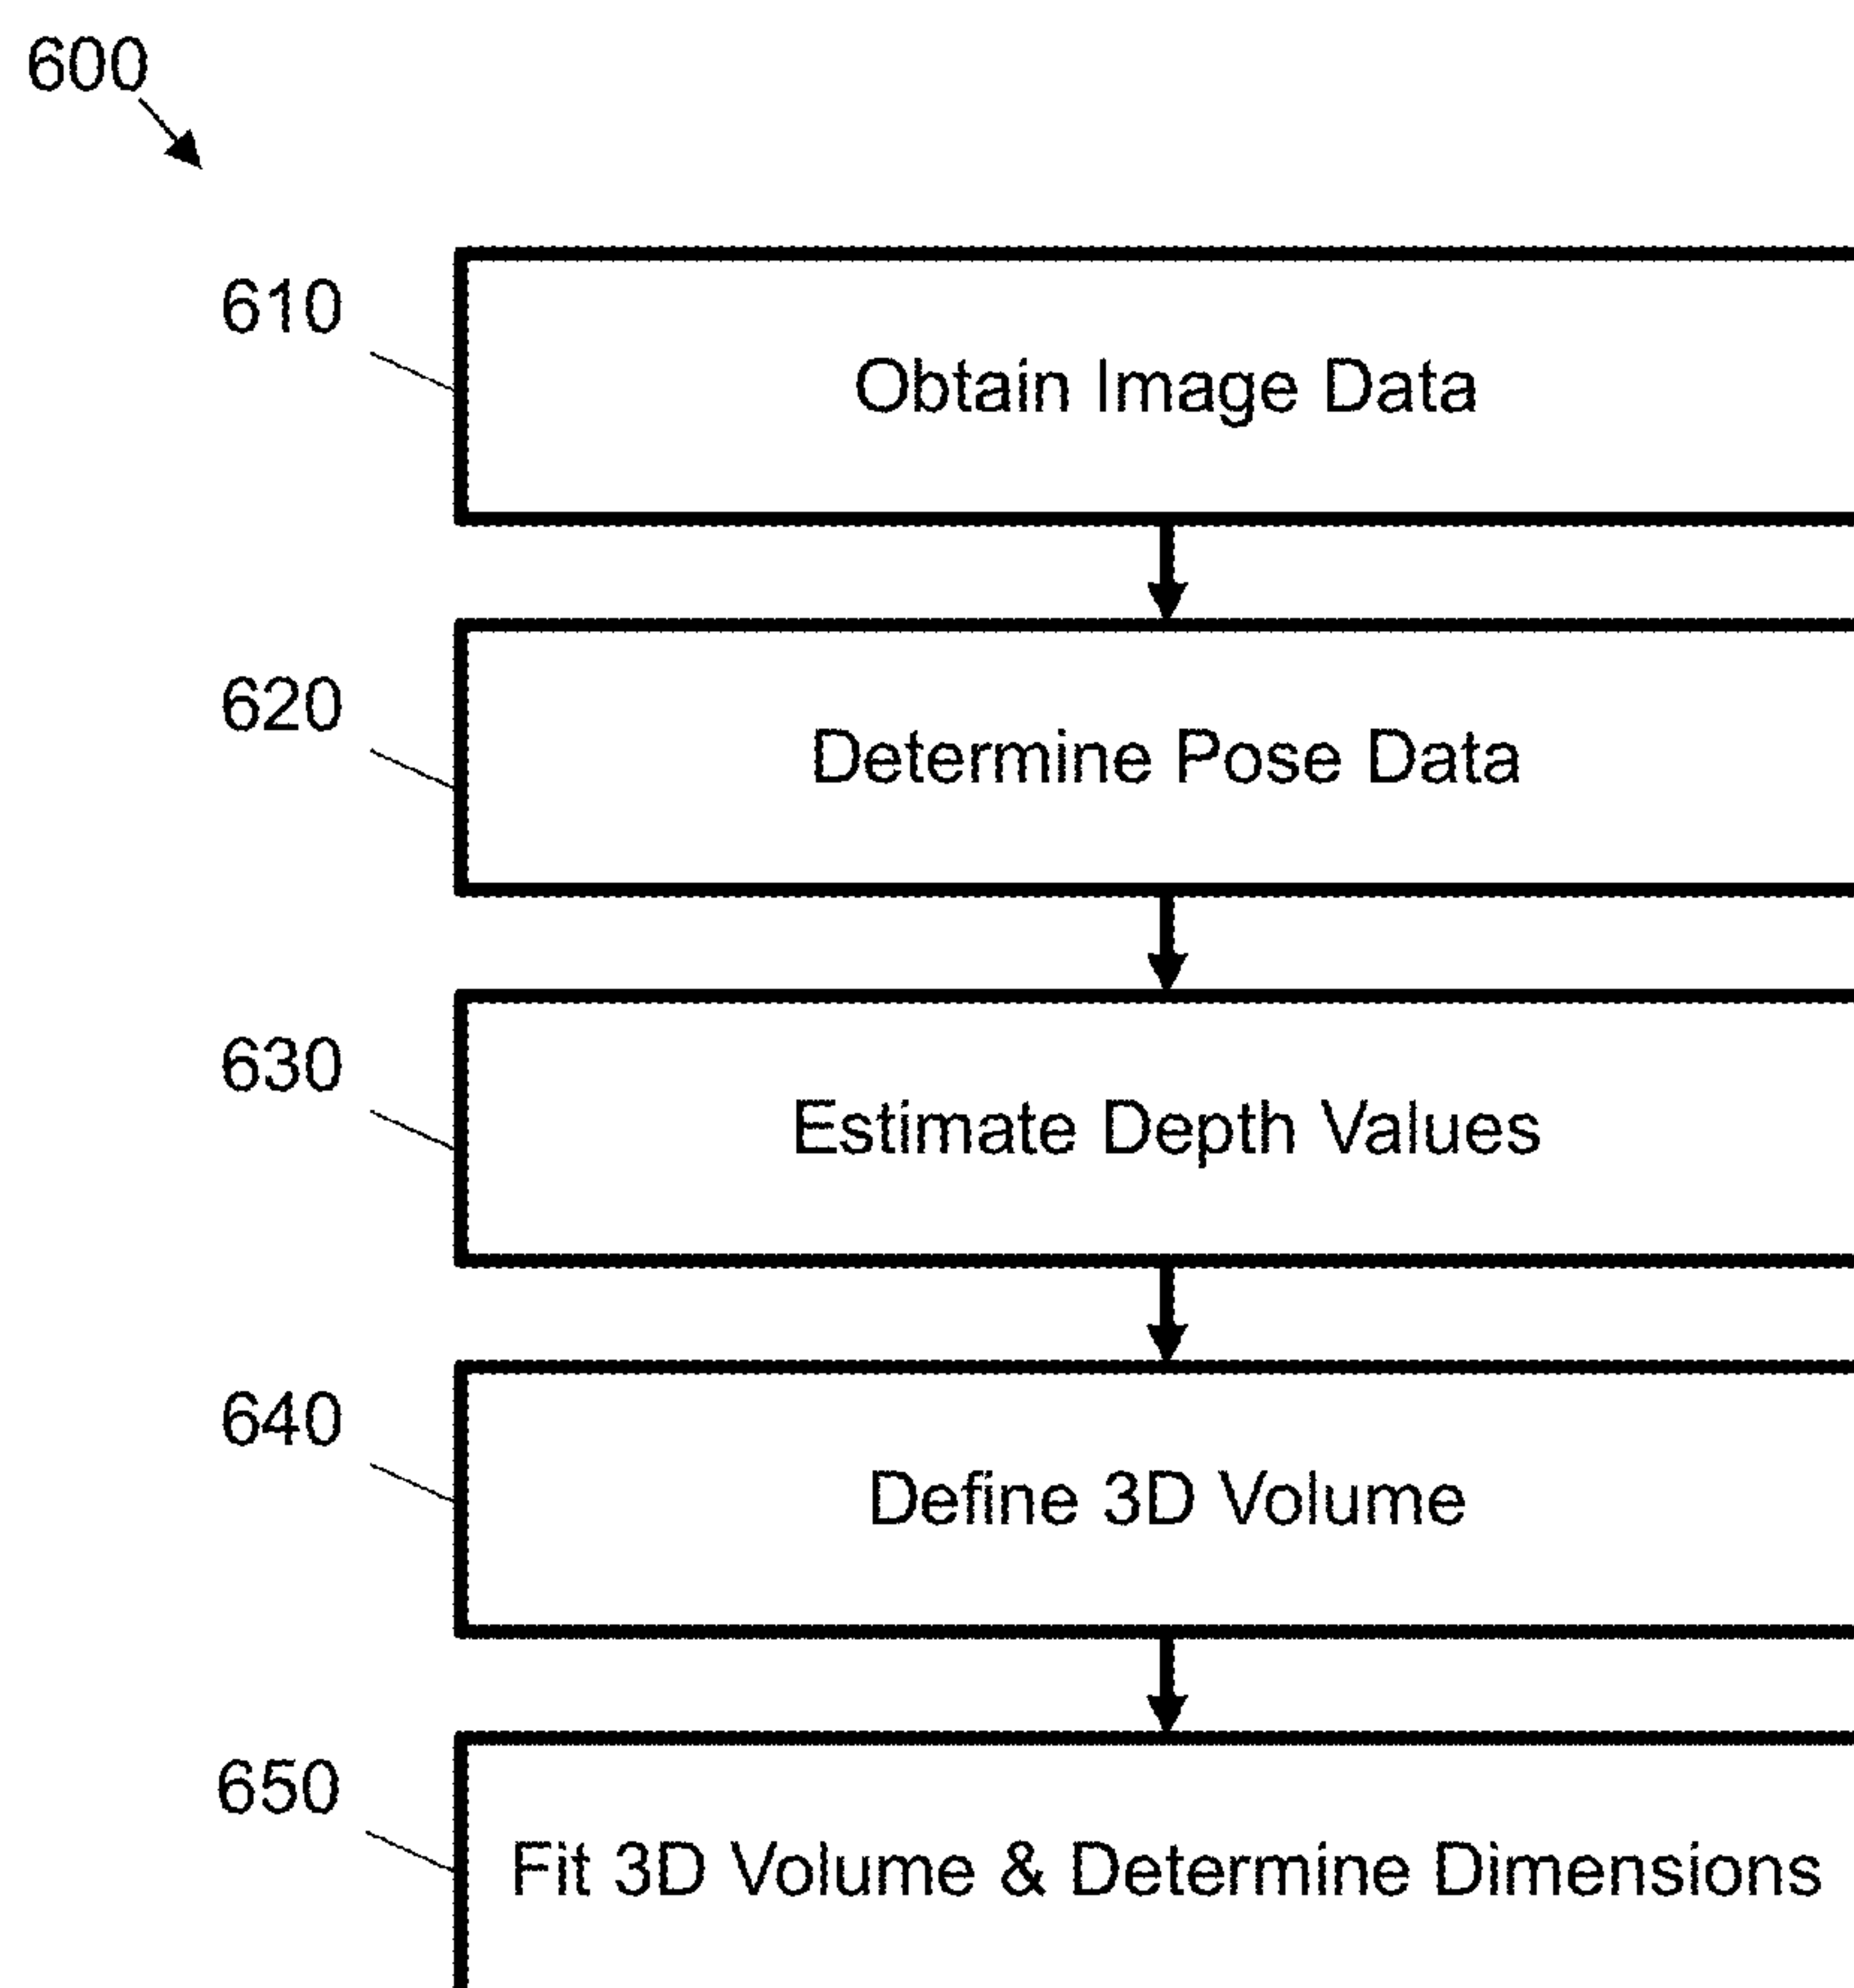 600
610
Obtain Image Data
620
Determine Pose Data
630
Estimate Depth Values
640
Define 3D Volume
650
Fit 3D Volume & Determine Dimensions